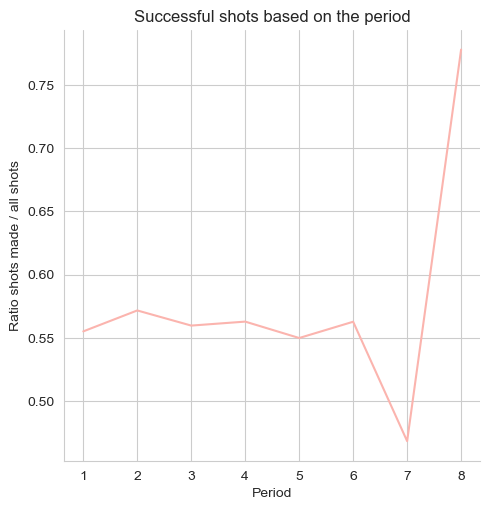 Successful shots based on the period
Ratio shots made / all shots
0.75
0.70
0.65
0.60
0.55
0.50
1 2 3 4 5 6 7 8
Period